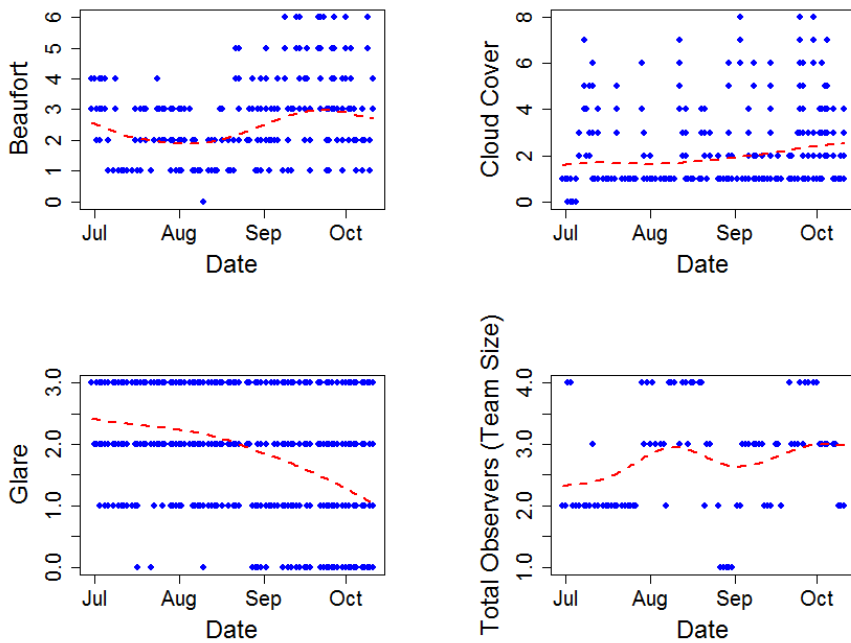 Beaufort
6
5
4
3
2
1
0
Jul Aug Sep Oct
Date
Cloud Cover
8
6
4
2
0
Jul Aug Sep Oct
Date
Glare
3.0
2.0
1.0
0.0
Jul Aug Sep Oct
Date
Total Observers (Team Size)
4.0
3.0
2.0
1.0
Jul Aug Sep Oct
Date